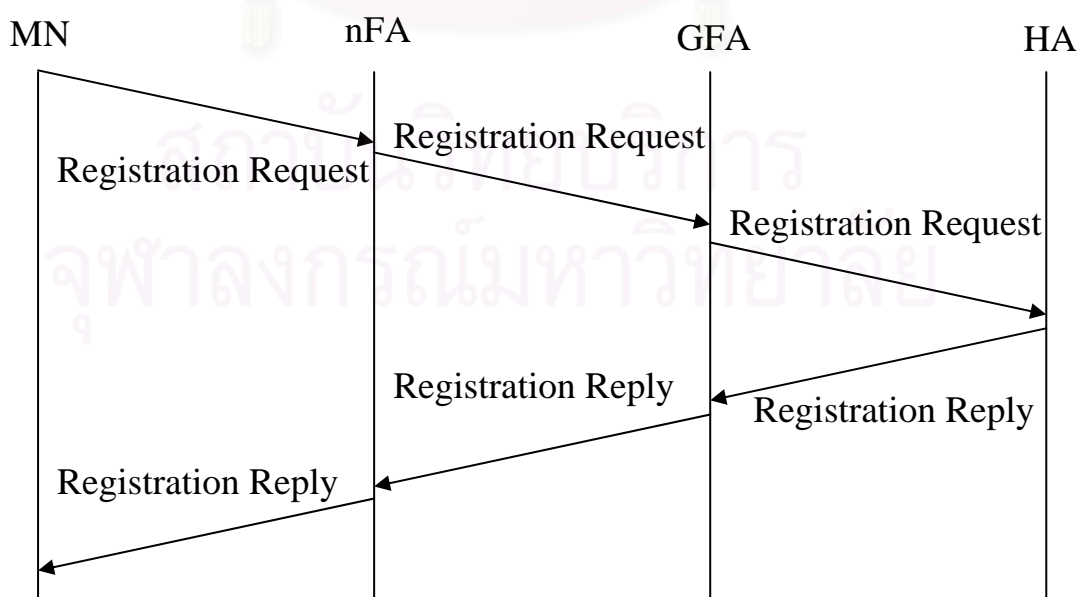 MN
nFA
GFA
HA
Registration Request
Registration Request
Registration Request
Registration Reply
Registration Reply
Registration Reply
สถาบันวิทยบริการ
จุฬาลงกรณ์มหาวิทยาลัย